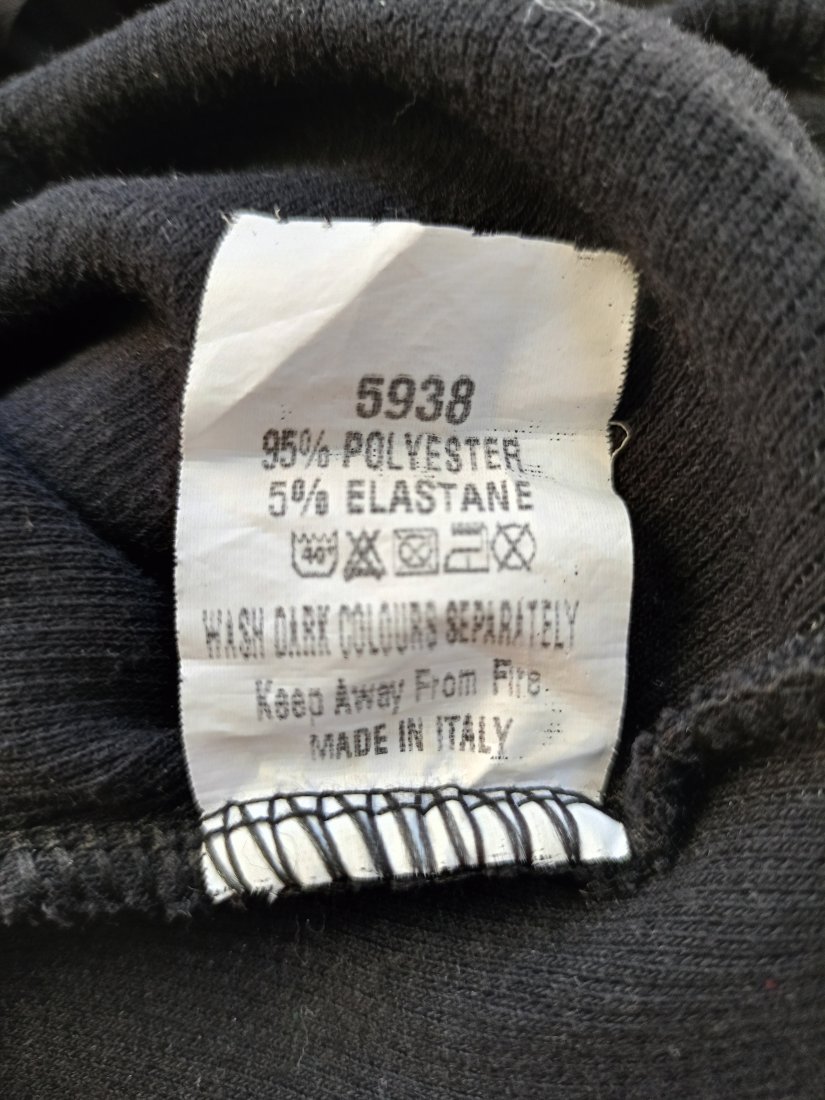 5938
95% POLYESTER
5% ELASTANE
40°
WASH DARK COLOURS SEPARATELY
Keep Away From Fire
MADE IN ITALY